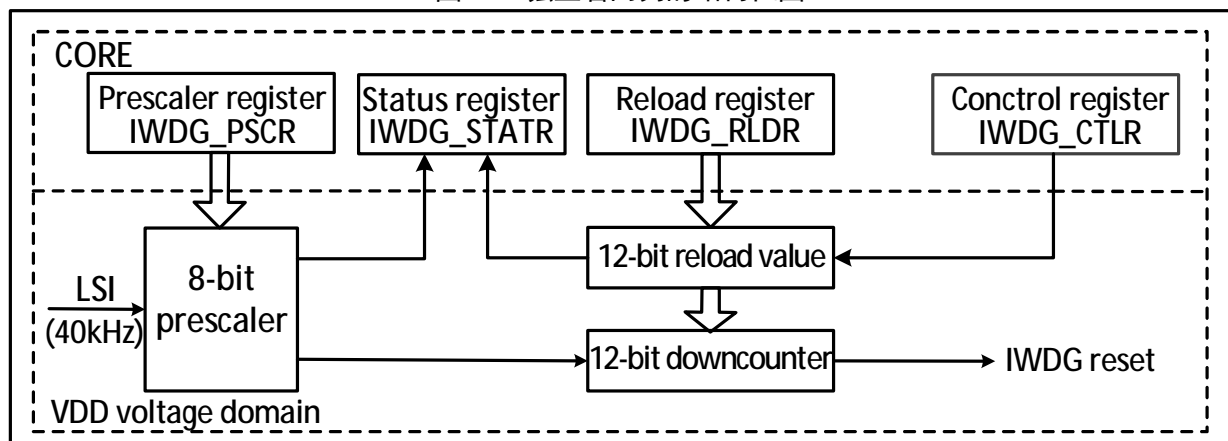 CORE
Prescaler register
IWDG_PSCR
Status register
IWDG_STATR
Reload register
IWDG_RLDR
Conctrol register
IWDG_CTLR
LSI
(40kHz)
8-bit
prescaler
12-bit reload value
12-bit downcounter
IWDG reset
VDD voltage domain